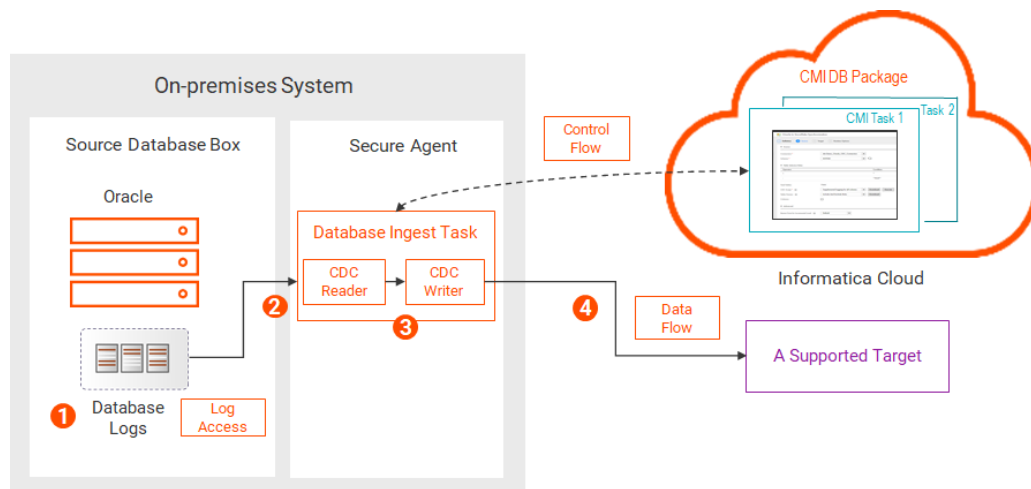 On-premises System
Source Database Box
Oracle
1
Database
Logs
Log
Access
Secure Agent
Database Ingest Task
CDC
Reader
CDC
Writer
2
3
4
Control
Flow
Data
Flow
CMI DB Package
Task 2
CMI Task 1
Informatica Cloud
A Supported Target